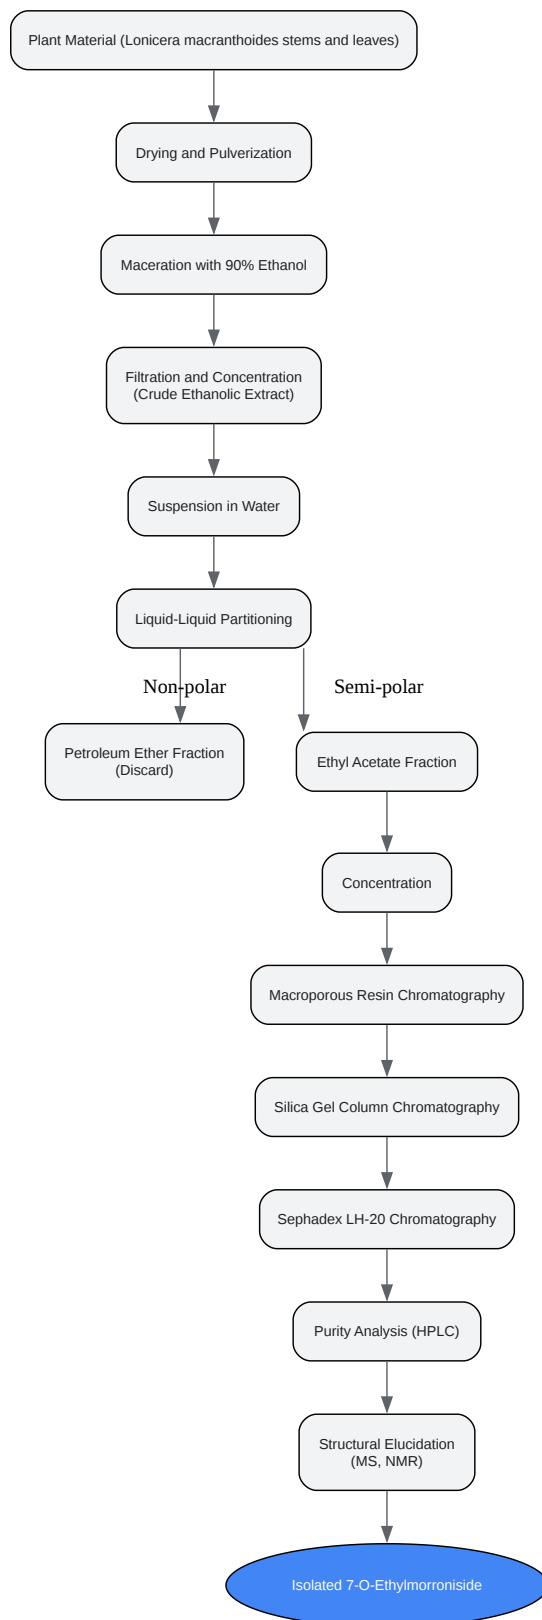 Plant Material (Lonicera macranthoides stems and leaves)
Drying and Pulverization
Maceration with 90% Ethanol
Filtration and Concentration
(Crude Ethanolic Extract)
Suspension in Water
Liquid-Liquid Partitioning
Non-polar
Semi-polar
Petroleum Ether Fraction
(Discard)
Ethyl Acetate Fraction
Concentration
Macroporous Resin Chromatography
Silica Gel Column Chromatography
Sephadex LH-20 Chromatography
Purity Analysis (HPLC)
Structural Elucidation
(MS, NMR)
Isolated 7-O-Ethylmorroniside